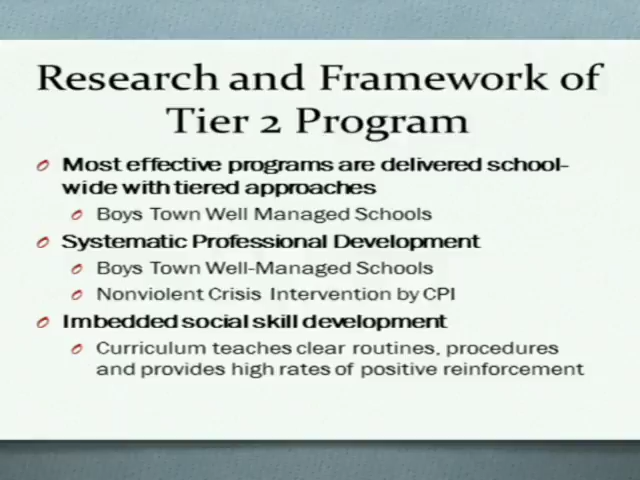 Research and Framework of
Tier 2 Program
Most effective programs are delivered school-
wide with tiered approaches
Boys Town Well Managed Schools
Systematic Professional Development
Boys Town Well-Managed Schools
Nonviolent Crisis Intervention by CPI
Imbedded social skill development
Curriculum teaches clear routines, procedures
and provides high rates of positive reinforcement